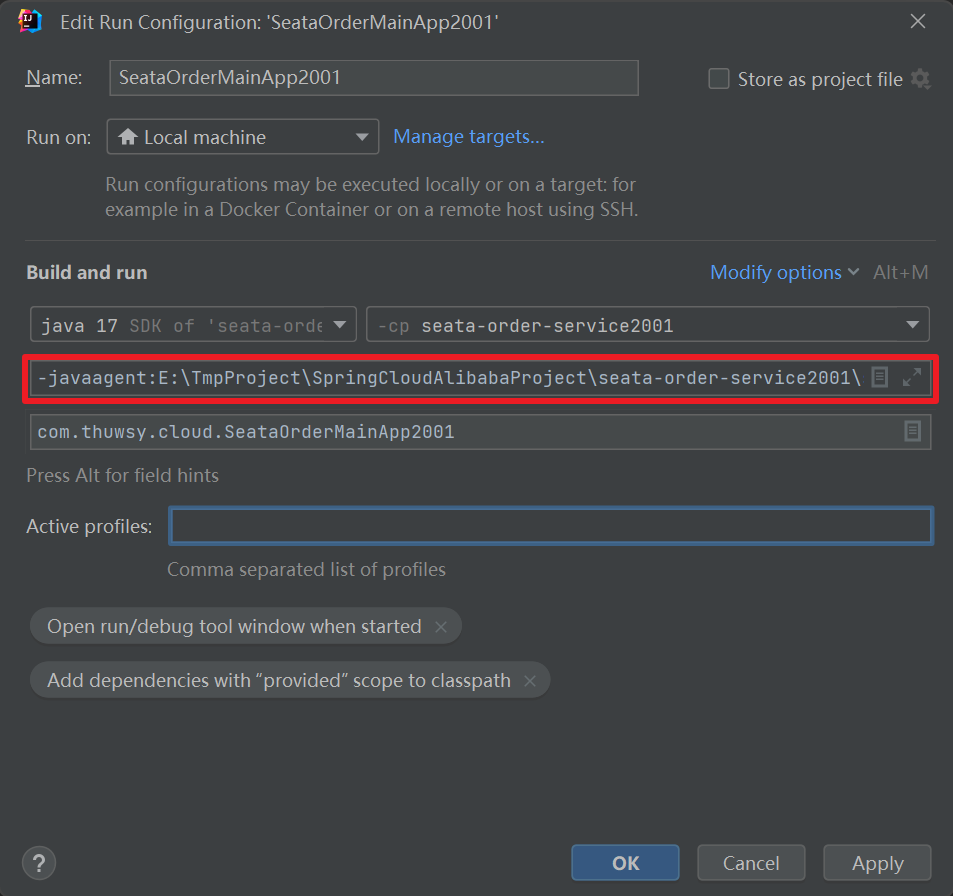 Edit Run Configuration: 'SeataOrderMainApp2001'
Name: SeataOrderMainApp2001 Store as project file
Run on: Local machine Manage targets...
Run configurations may be executed locally or on a target: for
example in a Docker Container or on a remote host using SSH.
Build and run Modify options Alt+M
java 17 SDK of 'seata-orde -cp seata-order-service2001
-javaagent:E:\TmpProject\SpringCloudAlibabaProject\seata-order-service2001\
com.thuwsy.cloud.SeataOrderMainApp2001
Press Alt for field hints
Active profiles:
Comma separated list of profiles
Open run/debug tool window when started ×
Add dependencies with “provided” scope to classpath ×
? OK Cancel Apply